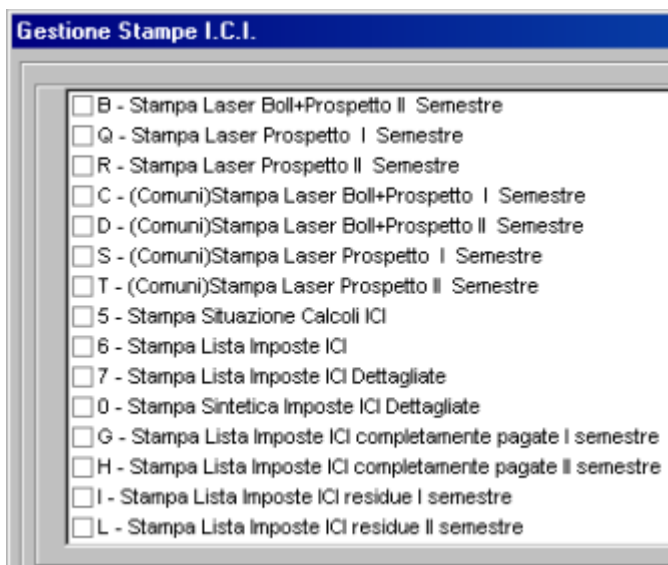 Gestione Stampe I.C.I.
B - Stampa Laser Boll+Prospetto II Semestre
Q - Stampa Laser Prospetto I Semestre
R - Stampa Laser Prospetto II Semestre
C - (Comuni)Stampa Laser Boll+Prospetto I Semestre
D - (Comuni)Stampa Laser Boll+Prospetto II Semestre
S - (Comuni)Stampa Laser Prospetto I Semestre
T - (Comuni)Stampa Laser Prospetto II Semestre
5 - Stampa Situazione Calcoli ICI
6 - Stampa Lista Imposte ICI
7 - Stampa Lista Imposte ICI Dettagliate
0 - Stampa Sintetica Imposte ICI Dettagliate
G - Stampa Lista Imposte ICI completamente pagate I semestre
H - Stampa Lista Imposte ICI completamente pagate II semestre
I - Stampa Lista Imposte ICI residue I semestre
L - Stampa Lista Imposte ICI residue II semestre